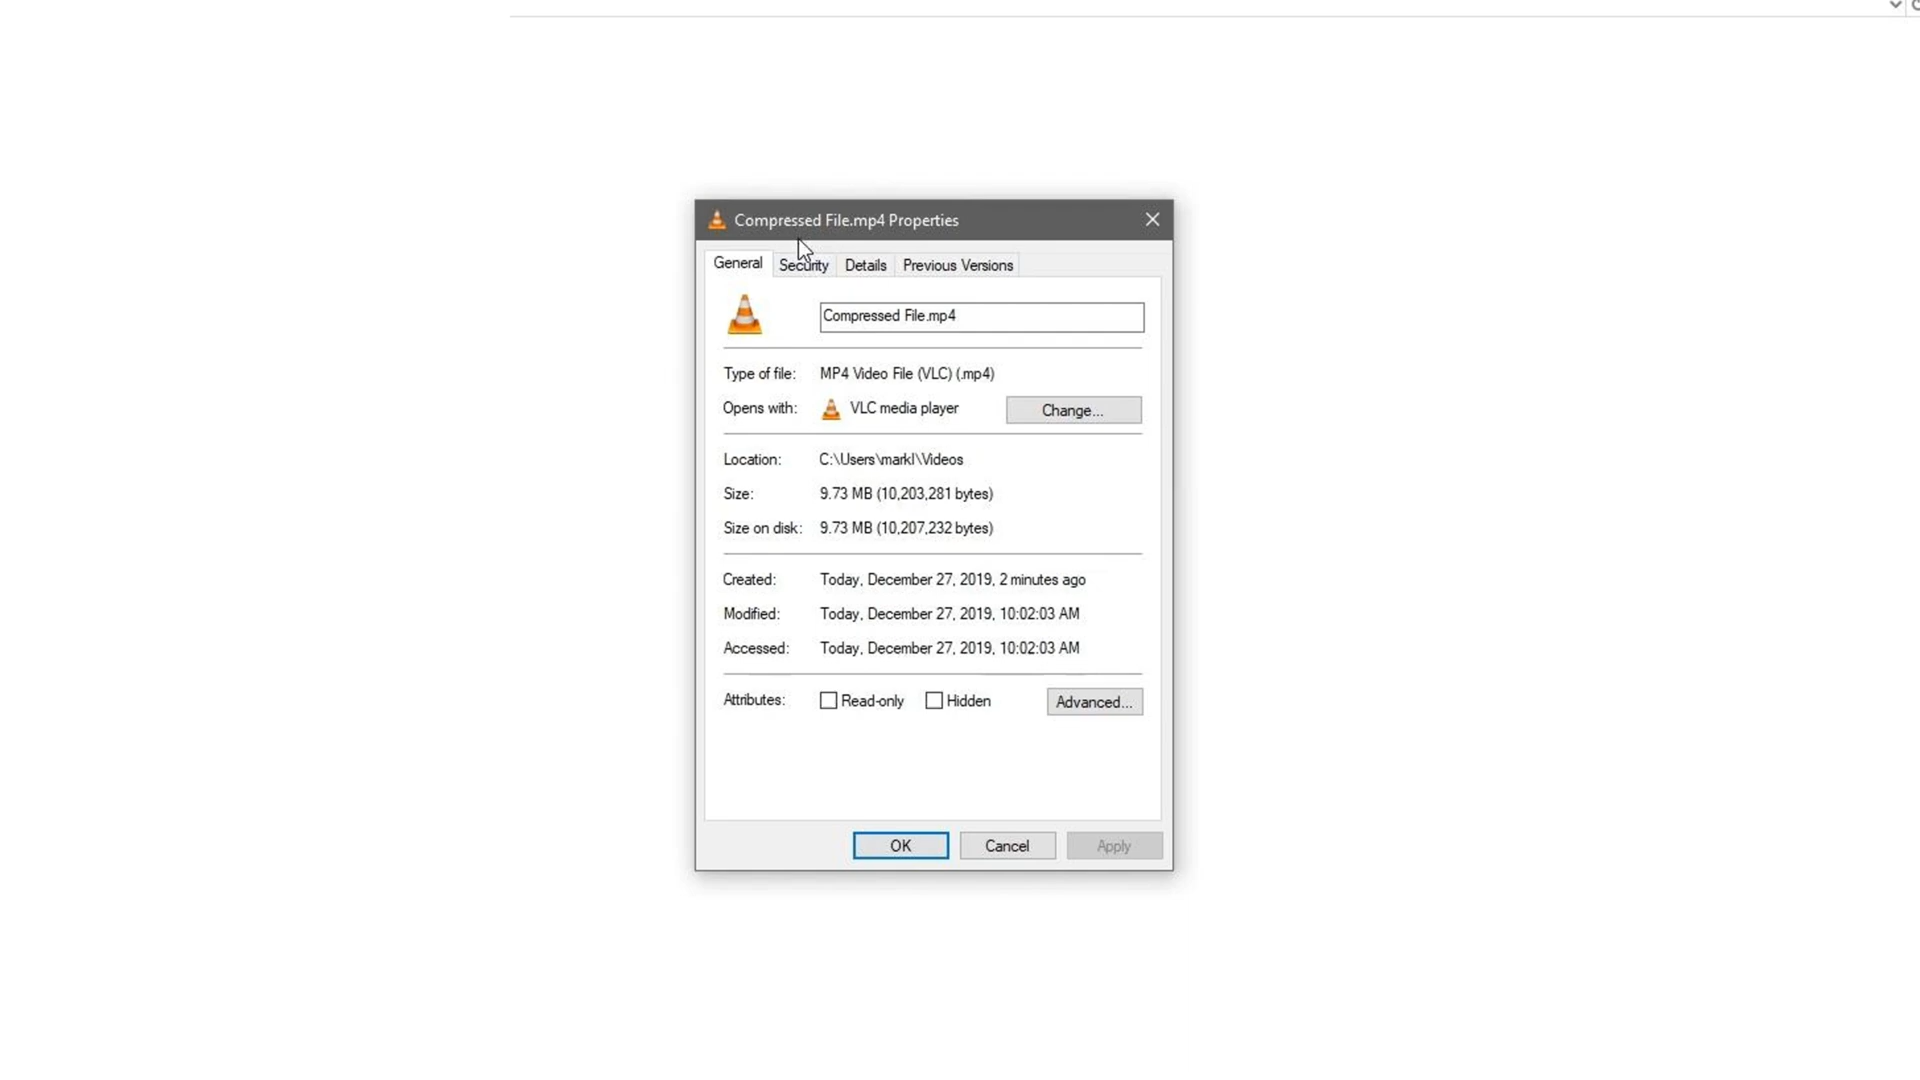 Compressed File.mp4 Properties
General Security Details Previous Versions
Compressed File.mp4
Type of file: MP4 Video File (VLC) (.mp4)
Opens with: VLC media player Change...
Location: C:\Users\markl\Videos
Size: 9.73 MB (10,203,281 bytes)
Size on disk: 9.73 MB (10,207,232 bytes)
Created: Today, December 27, 2019, 2 minutes ago
Modified: Today, December 27, 2019, 10:02:03 AM
Accessed: Today, December 27, 2019, 10:02:03 AM
Attributes: Read-only Hidden Advanced...
OK Cancel Apply